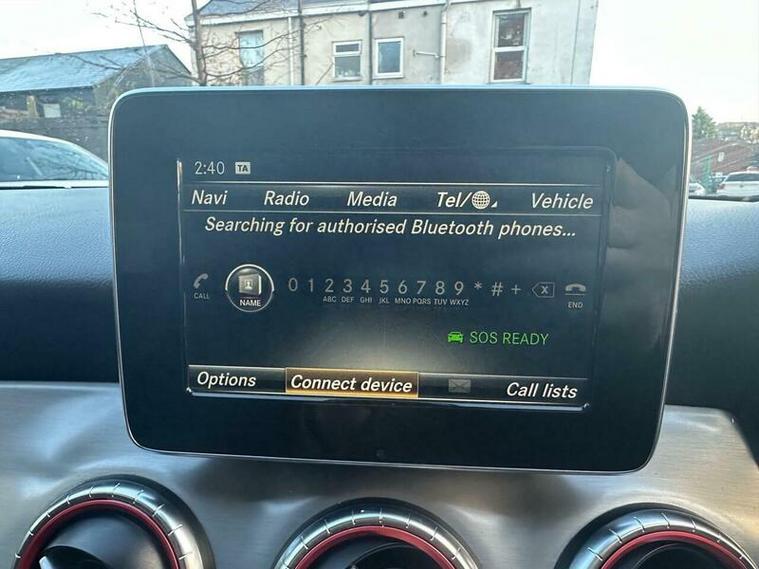 2:40 TA
Navi Radio Media Tel/ Vehicle
Searching for authorised Bluetooth phones...
CALL NAME 0 1 2 3 4 5 6 7 8 9 * # + X END
ABC DEF GHI JKL MNO PQRS TUV WXYZ
SOS READY
Options Connect device Call lists